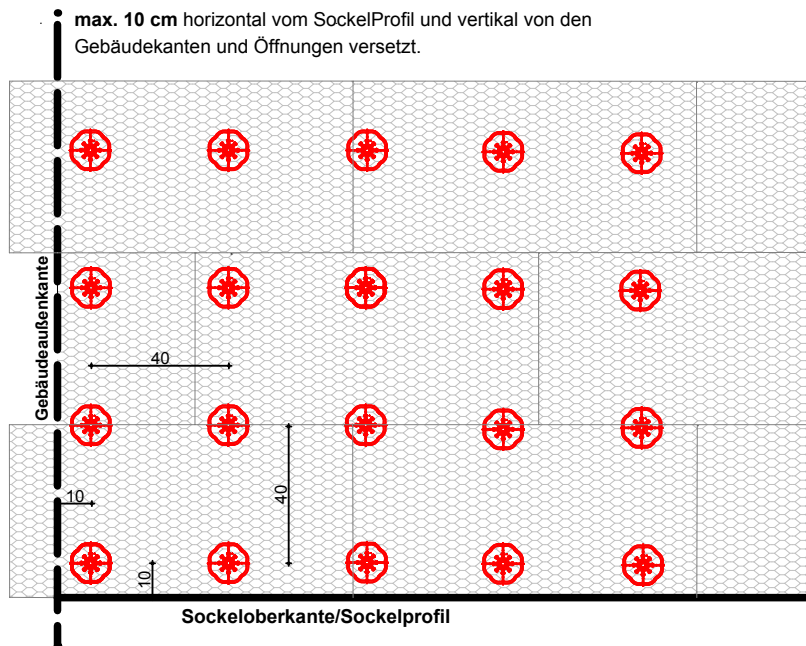 max. 10 cm horizontal vom SockelProfil und vertikal von den
Gebäudekanten und Öffnungen versetzt.
Gebäudeaußenkante
40
40
10
10
Sockeloberkante/Sockelprofil